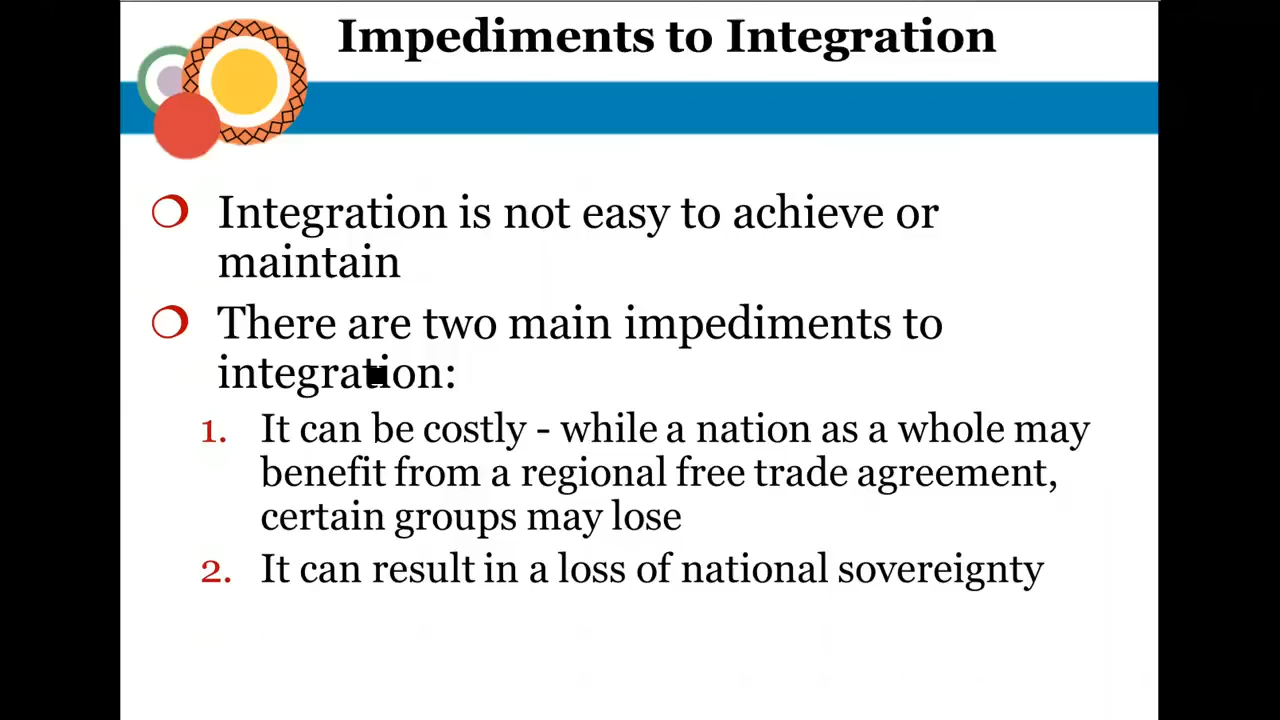 Impediments to Integration
Integration is not easy to achieve or
maintain
There are two main impediments to
integration:
1. It can be costly - while a nation as a whole may
benefit from a regional free trade agreement,
certain groups may lose
2. It can result in a loss of national sovereignty